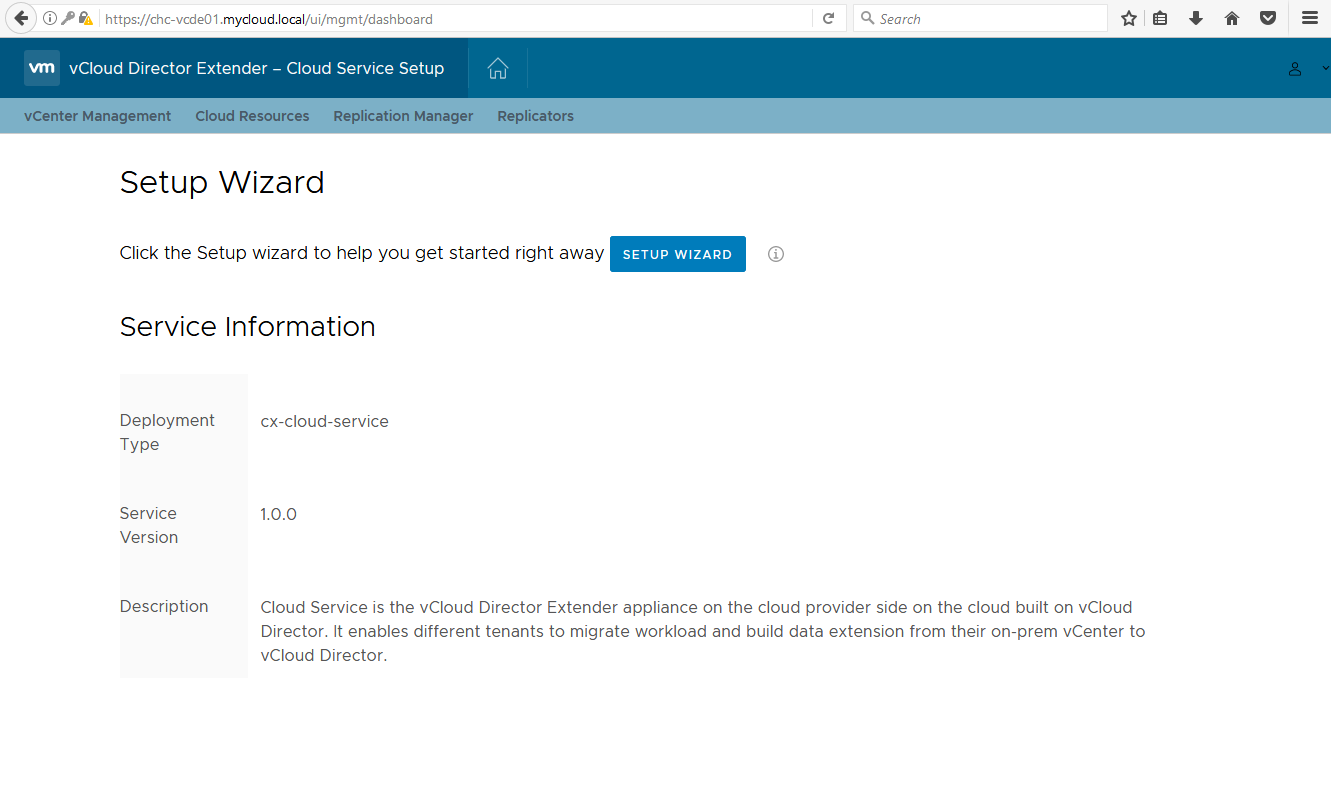 https://chc-vcde01.mycloud.local/ui/mgmt/dashboard
Search
vm vCloud Director Extender – Cloud Service Setup
vCenter Management Cloud Resources Replication Manager Replicators
Setup Wizard
Click the Setup wizard to help you get started right away SETUP WIZARD
Service Information
Deployment Type
cx-cloud-service
Service Version
1.0.0
Description
Cloud Service is the vCloud Director Extender appliance on the cloud provider side on the cloud built on vCloud
Director. It enables different tenants to migrate workload and build data extension from their on-prem vCenter to
vCloud Director.